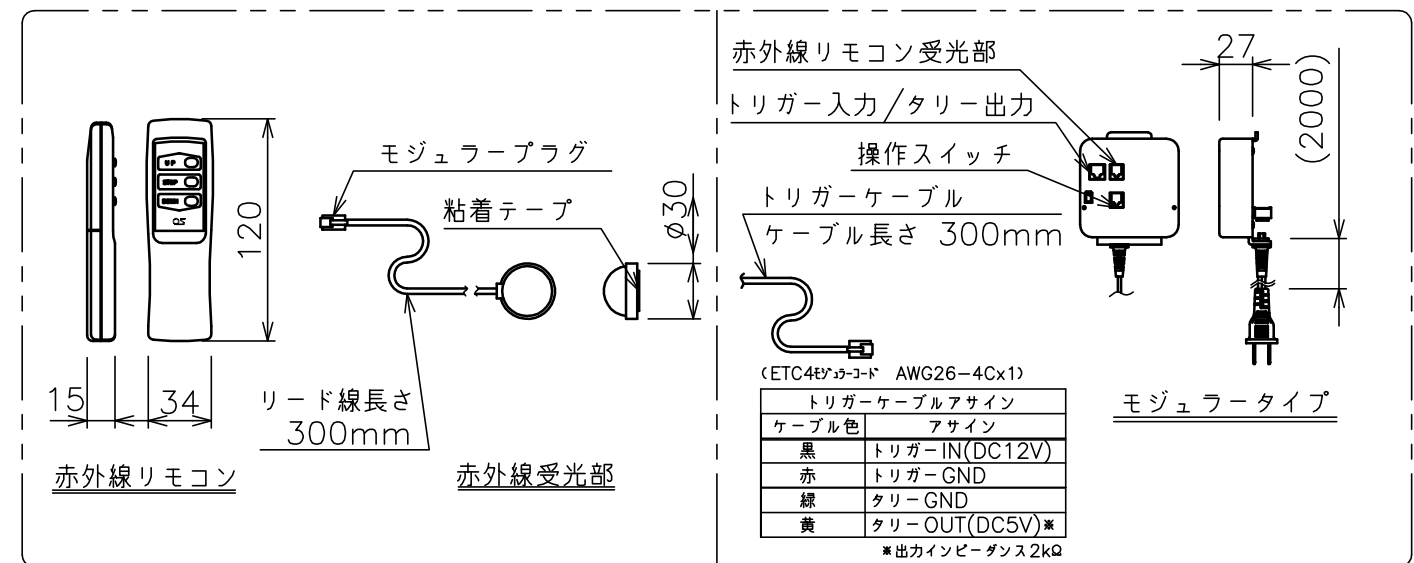 UP
STOP
DOWN
OS
120
15
34
赤外線リモコン
モジュラープラグ
粘着テープ
φ30
リード線長さ
300mm
赤外線受光部
赤外線リモコン受光部
トリガー入力/タリー出力
操作スイッチ
トリガーケーブル
ケーブル長さ 300mm
27
(2000)
モジュラータイプ
(ETC4モジュラーコード AWG26-4Cx1)
トリガーケーブルアサイン
ケーブル色 アサイン
黒 トリガーIN(DC12V)
赤 トリガーGND
緑 タリーGND
黄 タリーOUT(DC5V)※
※出力インピーダンス2kΩ